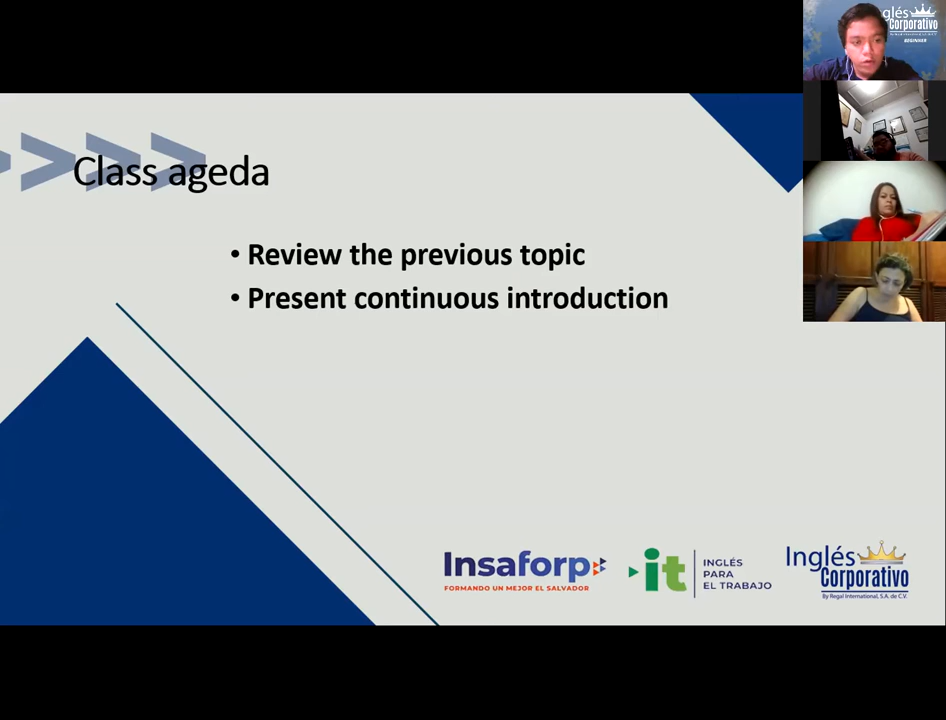 Class ageda
• Review the previous topic
• Present continuous introduction
Insaforp
FORMANDO UN MEJOR EL SALVADOR
it
INGLÉS
PARA
EL TRABAJO
Inglés
Corporativo
By Regal International, S.A. de C.V.
glés
Corporativo
BEGINNER